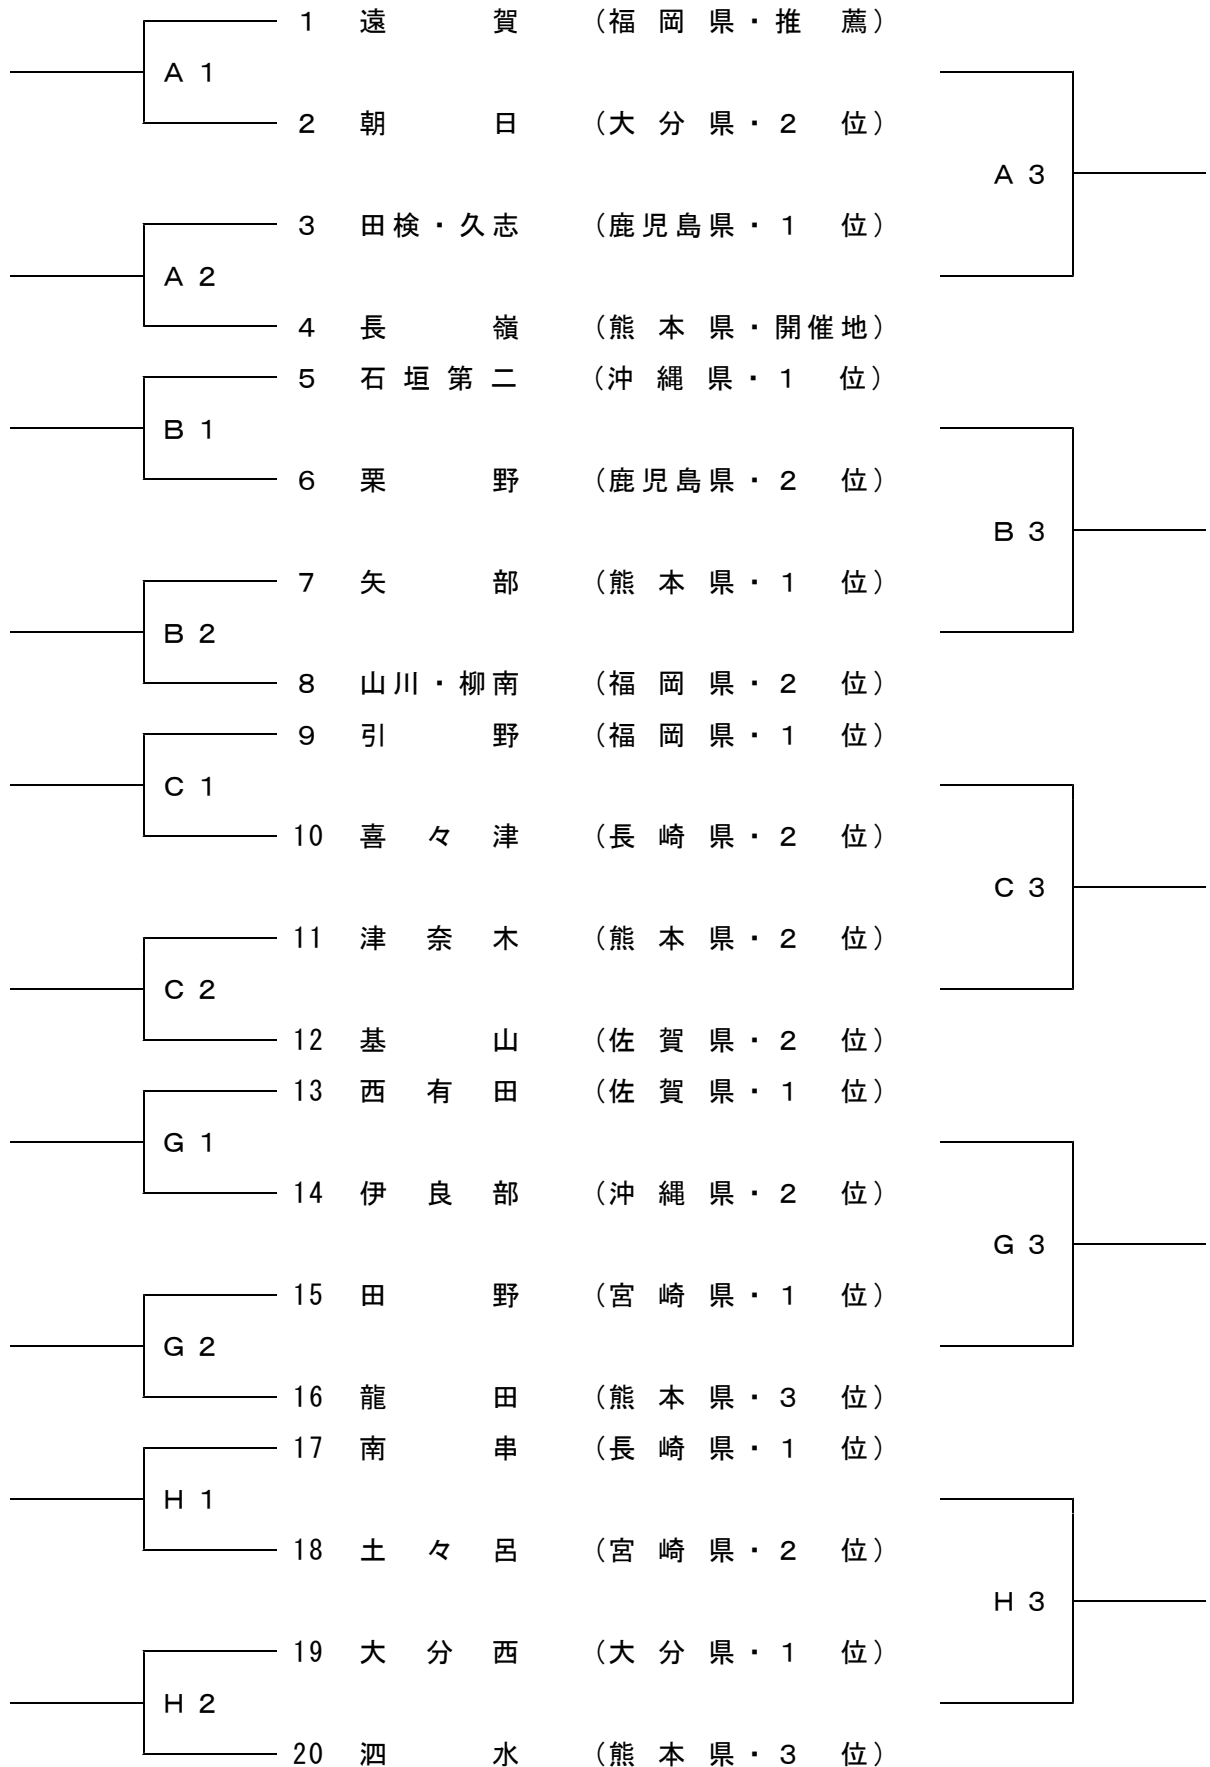 1 遠賀 (福岡県・推薦)
A 1
2 朝日 (大分県・2位)
A 3
3 田検・久志 (鹿児島県・1位)
A 2
4 長嶺 (熊本県・開催地)
5 石垣第二 (沖縄県・1位)
B 1
6 栗野 (鹿児島県・2位)
B 3
7 矢部 (熊本県・1位)
B 2
8 山川・柳南 (福岡県・2位)
9 引野 (福岡県・1位)
C 1
10 喜々津 (長崎県・2位)
C 3
11 津奈木 (熊本県・2位)
C 2
12 基山 (佐賀県・2位)
13 西有田 (佐賀県・1位)
G 1
14 伊良部 (沖縄県・2位)
G 3
15 田野 (宮崎県・1位)
G 2
16 龍田 (熊本県・3位)
17 南串 (長崎県・1位)
H 1
18 土々呂 (宮崎県・2位)
H 3
19 大分西 (大分県・1位)
H 2
20 泗水 (熊本県・3位)